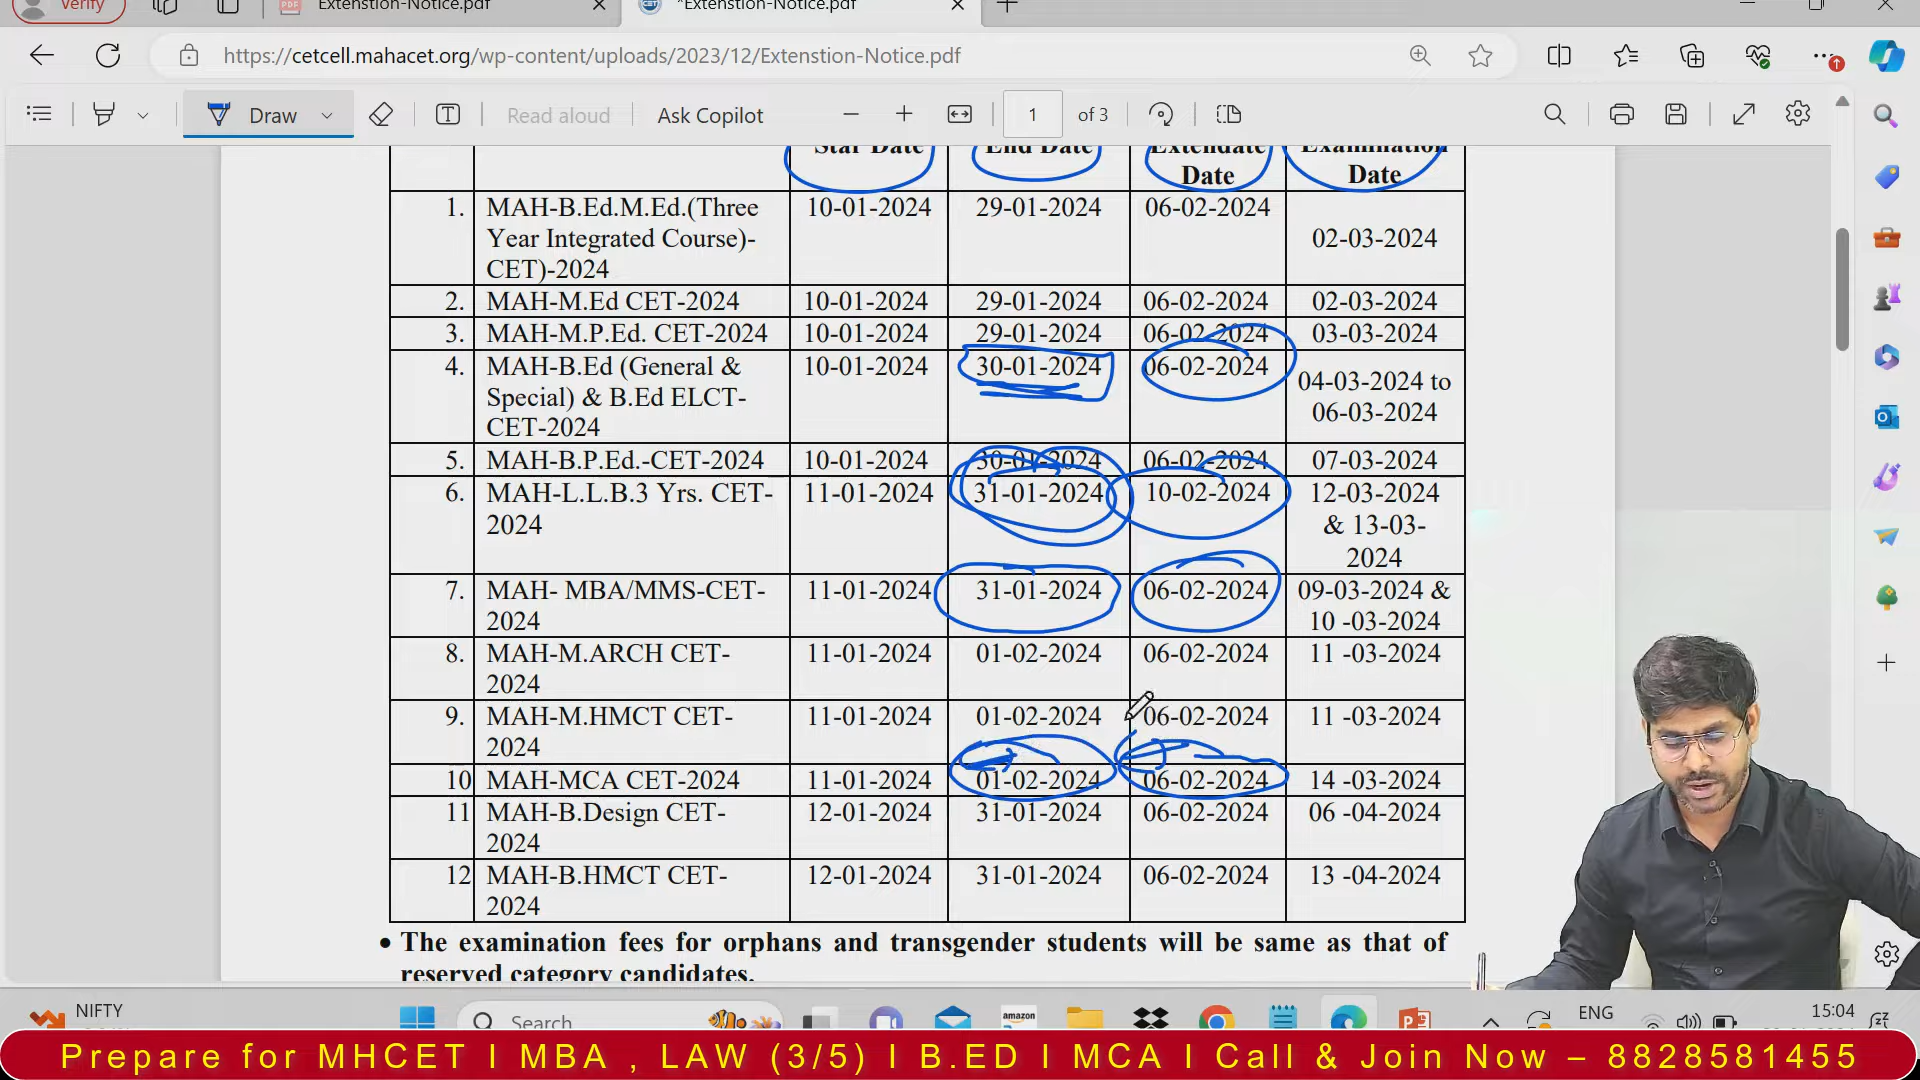 Verify
Extenstion-Notice.pdf
*Extenstion-Notice.pdf
https://cetcell.mahacet.org/wp-content/uploads/2023/12/Extenstion-Notice.pdf
Draw
Read aloud
Ask Copilot
1 of 3
Star Date
End Date
Extendate Date
Examination Date
1. MAH-B.Ed.M.Ed.(Three Year Integrated Course)-CET)-2024 10-01-2024 29-01-2024 06-02-2024 02-03-2024
2. MAH-M.Ed CET-2024 10-01-2024 29-01-2024 06-02-2024 02-03-2024
3. MAH-M.P.Ed. CET-2024 10-01-2024 29-01-2024 06-02-2024 03-03-2024
4. MAH-B.Ed (General & Special) & B.Ed ELCT-CET-2024 10-01-2024 30-01-2024 06-02-2024 04-03-2024 to 06-03-2024
5. MAH-B.P.Ed.-CET-2024 10-01-2024 30-01-2024 06-02-2024 07-03-2024
6. MAH-L.L.B.3 Yrs. CET-2024 11-01-2024 31-01-2024 10-02-2024 12-03-2024 & 13-03-2024
7. MAH- MBA/MMS-CET-2024 11-01-2024 31-01-2024 06-02-2024 09-03-2024 & 10 -03-2024
8. MAH-M.ARCH CET-2024 11-01-2024 01-02-2024 06-02-2024 11 -03-2024
9. MAH-M.HMCT CET-2024 11-01-2024 01-02-2024 06-02-2024 11 -03-2024
10 MAH-MCA CET-2024 11-01-2024 01-02-2024 06-02-2024 14 -03-2024
11 MAH-B.Design CET-2024 12-01-2024 31-01-2024 06-02-2024 06 -04-2024
12 MAH-B.HMCT CET-2024 12-01-2024 31-01-2024 06-02-2024 13 -04-2024
• The examination fees for orphans and transgender students will be same as that of
reserved category candidates.
NIFTY
Search
amazon
ENG
15:04
Prepare for MHCET I MBA , LAW (3/5) I B.ED I MCA I Call & Join Now – 8828581455